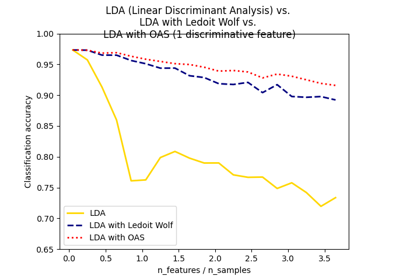 LDA (Linear Discriminant Analysis) vs.
LDA with Ledoit Wolf vs.
LDA with OAS (1 discriminative feature)
1.00
0.95
0.90
0.85
0.80
0.75
0.70
0.65
Classification accuracy
LDA
LDA with Ledoit Wolf
LDA with OAS
0.0 0.5 1.0 1.5 2.0 2.5 3.0 3.5
n_features / n_samples